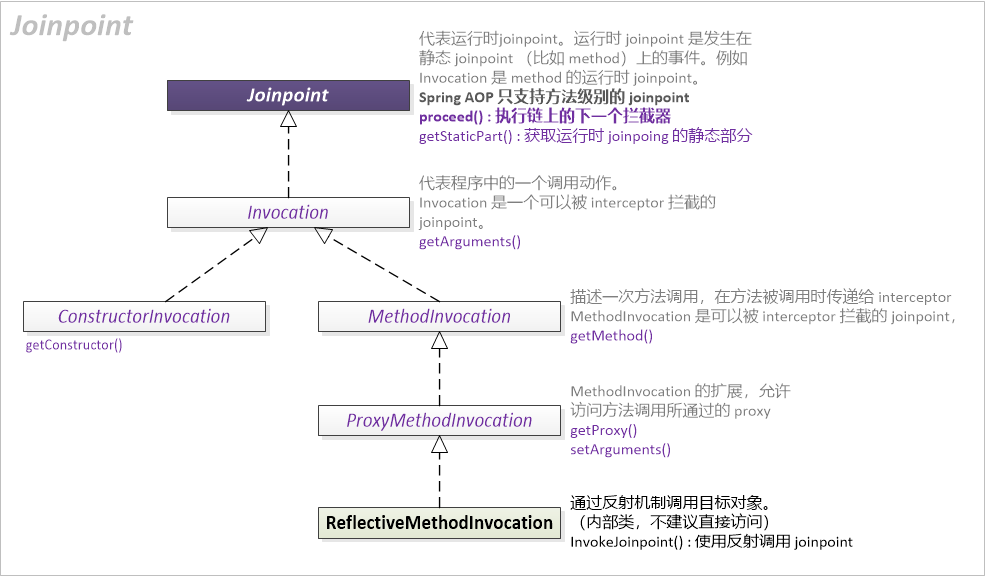 Joinpoint
代表运行时joinpoint。运行时 joinpoint 是发生在
静态 joinpoint （比如 method）上的事件。例如
Invocation 是 method 的运行时 joinpoint。
Spring AOP 只支持方法级别的 joinpoint
proceed() : 执行链上的下一个拦截器
getStaticPart() : 获取运行时 joinpoing 的静态部分
Joinpoint
代表程序中的一个调用动作。
Invocation 是一个可以被 interceptor 拦截的
joinpoint。
getArguments()
Invocation
ConstructorInvocation
getConstructor()
MethodInvocation
描述一次方法调用，在方法被调用时传递给 interceptor
MethodInvocation 是可以被 interceptor 拦截的 joinpoint，
getMethod()
ProxyMethodInvocation
MethodInvocation 的扩展，允许
访问方法调用所通过的 proxy
getProxy()
setArguments()
ReflectiveMethodInvocation
通过反射机制调用目标对象。
（内部类，不建议直接访问）
InvokeJoinpoint() : 使用反射调用 joinpoint